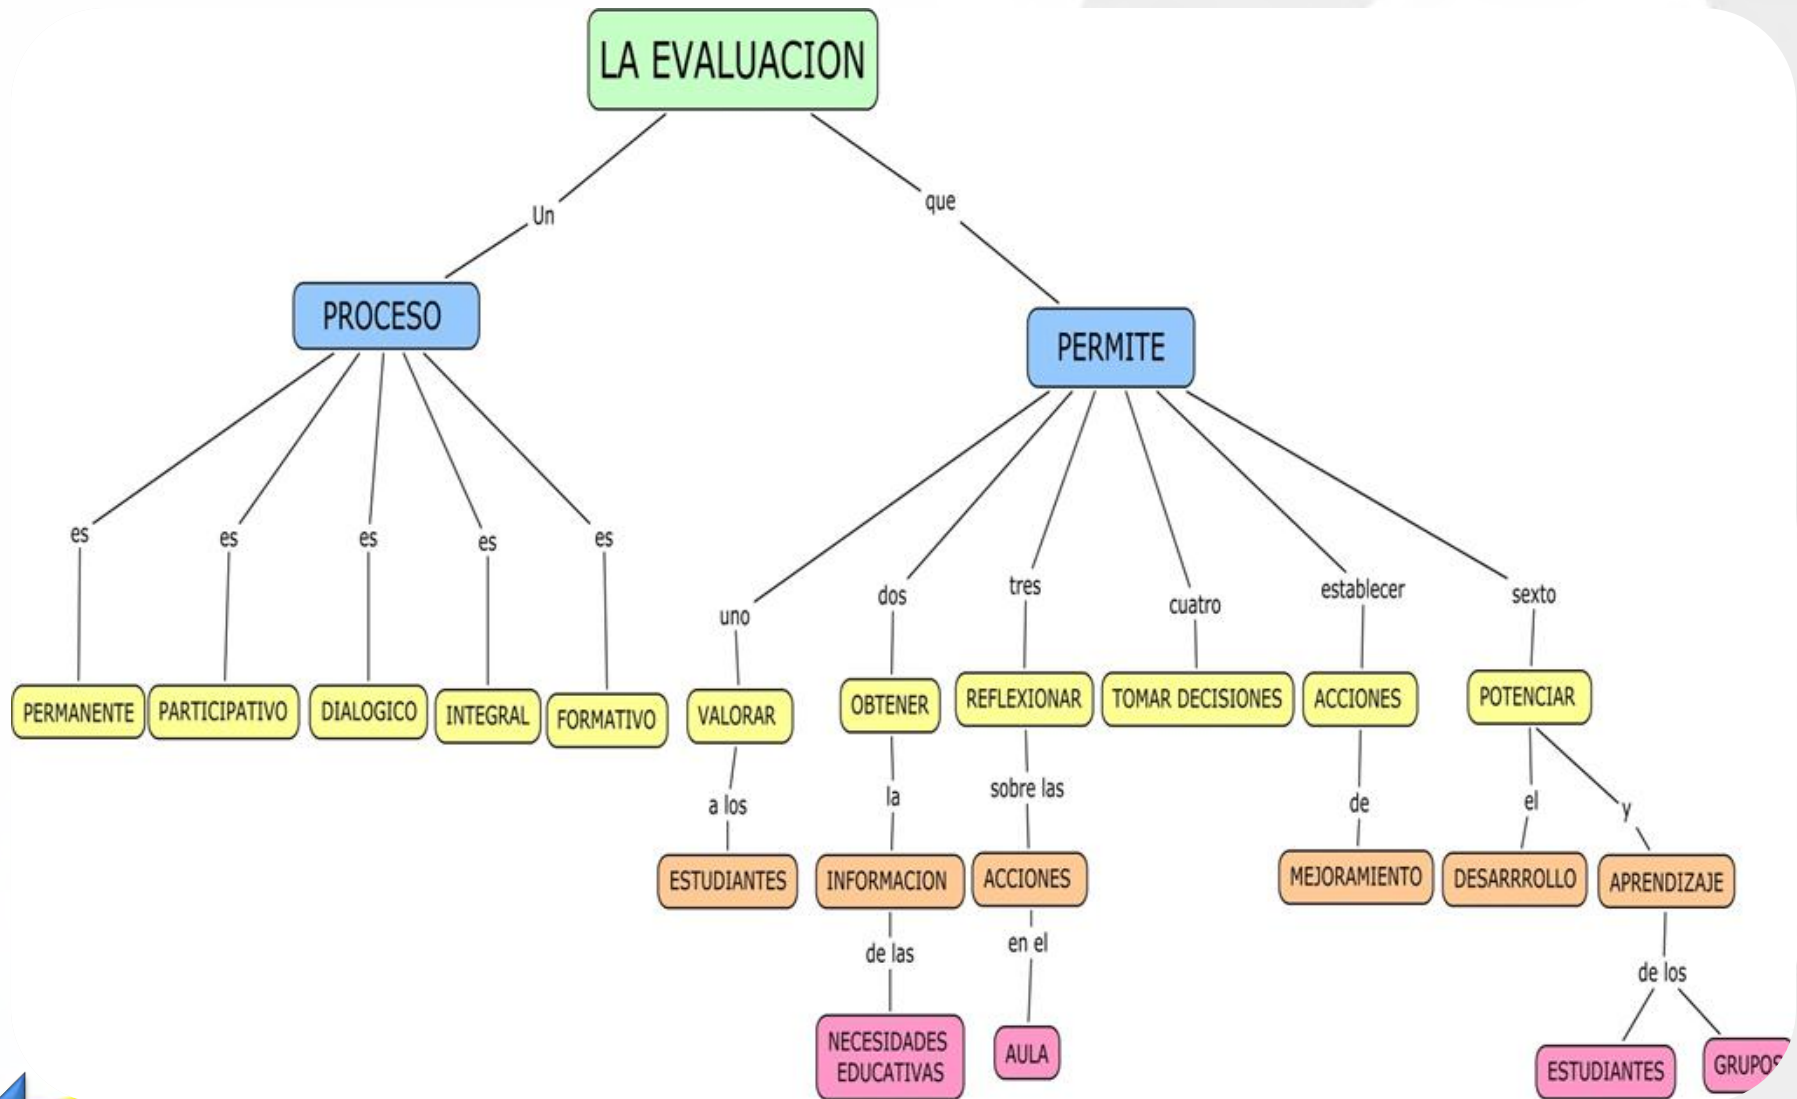 LA EVALUACION
Un
que
PROCESO
PERMITE
es
es
es
es
es
uno
dos
tres
cuatro
establecer
sexto
PERMANENTE
PARTICIPATIVO
DIALOGICO
INTEGRAL
FORMATIVO
VALORAR
OBTENER
REFLEXIONAR
TOMAR DECISIONES
ACCIONES
POTENCIAR
a los
la
sobre las
de
el
y
ESTUDIANTES
INFORMACION
ACCIONES
MEJORAMIENTO
DESARRROLLO
APRENDIZAJE
de las
en el
de los
NECESIDADES
EDUCATIVAS
AULA
ESTUDIANTES
GRUPOS